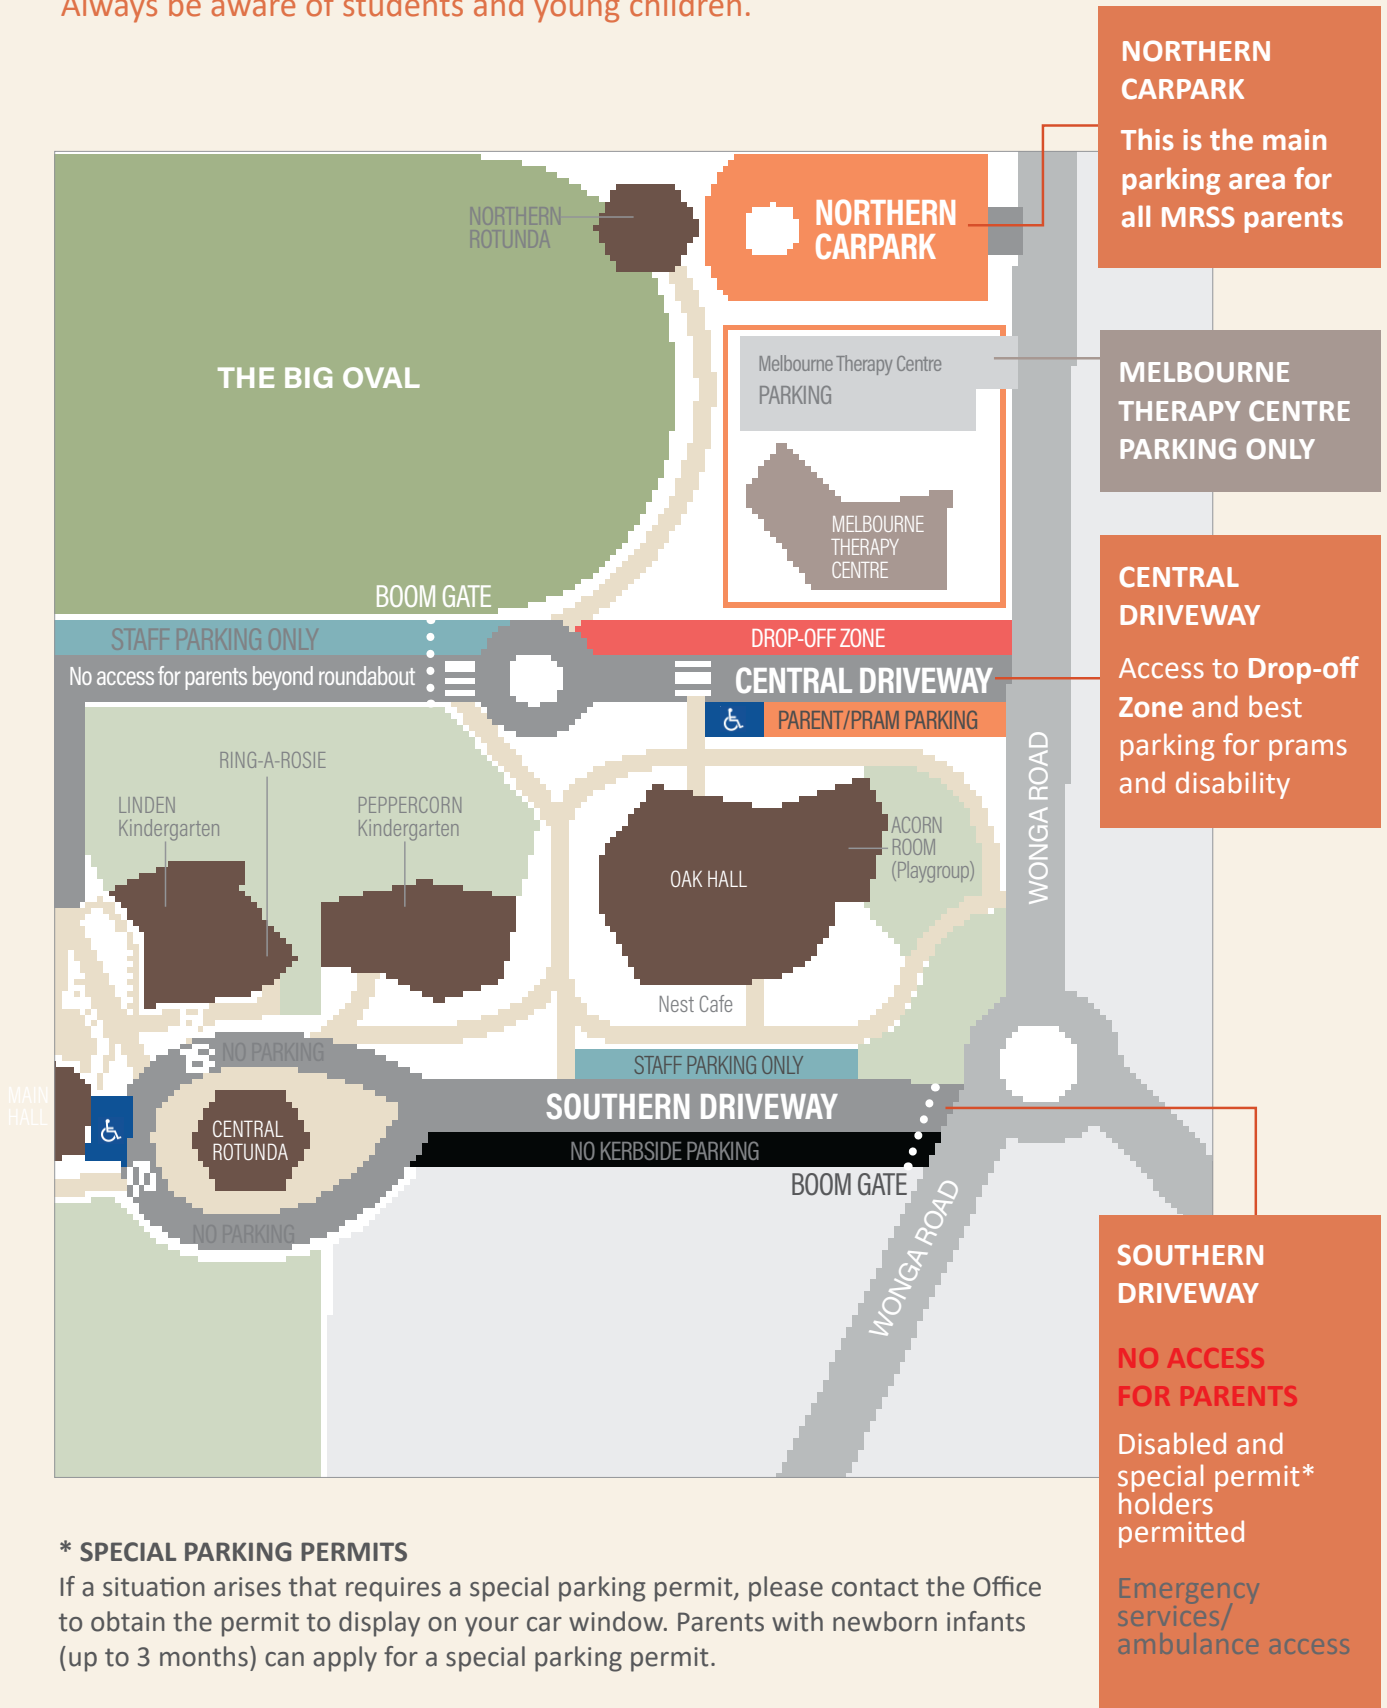 Always be aware of students and young children.
NORTHERN
CARPARK
This is the main
parking area for
all MRSS parents
NORTHERN
ROTUNDA
NORTHERN
CARPARK
THE BIG OVAL
Melbourne Therapy Centre
PARKING
MELBOURNE
THERAPY CENTRE
PARKING ONLY
MELBOURNE
THERAPY
CENTRE
CENTRAL
DRIVEWAY
Access to Drop-off
Zone and best
parking for prams
and disability
BOOM GATE
STAFF PARKING ONLY
DROP-OFF ZONE
No access for parents beyond roundabout
CENTRAL DRIVEWAY
PARENT/PRAM PARKING
WONGA ROAD
RING-A-ROSIE
LINDEN
Kindergarten
PEPPERCORN
Kindergarten
OAK HALL
ACORN
ROOM
(Playgroup)
Nest Cafe
NO PARKING
STAFF PARKING ONLY
MAIN
HALL
SOUTHERN DRIVEWAY
CENTRAL
ROTUNDA
NO KERBSIDE PARKING
BOOM GATE
NO PARKING
WONGA ROAD
SOUTHERN
DRIVEWAY
NO ACCESS
FOR PARENTS
Disabled and
special permit*
holders
permitted
Emergency
services/
ambulance access
* SPECIAL PARKING PERMITS
If a situation arises that requires a special parking permit, please contact the Office
to obtain the permit to display on your car window. Parents with newborn infants
(up to 3 months) can apply for a special parking permit.